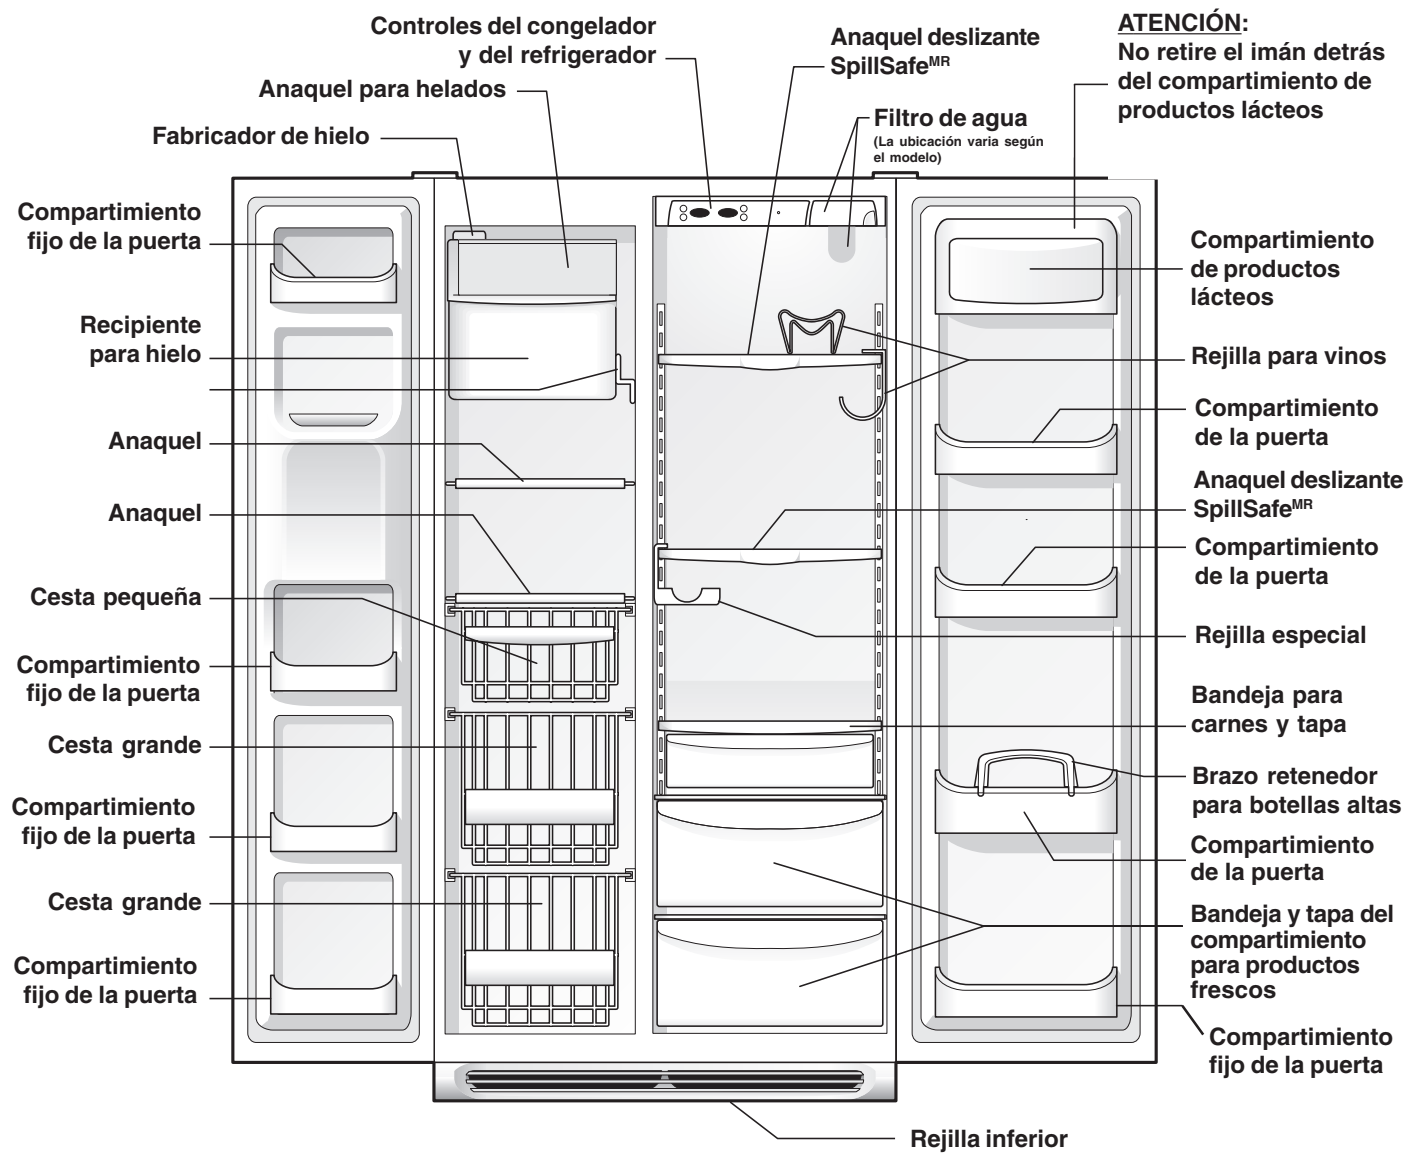 Controles del congelador
y del refrigerador
Anaquel para helados
Fabricador de hielo
Anaquel deslizante
SpillSafeMR
Filtro de agua
(La ubicación varia según
el modelo)
ATENCIÓN:
No retire el imán detrás
del compartimiento de
productos lácteos
Compartimiento
fijo de la puerta
Recipiente
para hielo
Anaquel
Anaquel
Cesta pequeña
Compartimiento
fijo de la puerta
Cesta grande
Compartimiento
fijo de la puerta
Cesta grande
Compartimiento
fijo de la puerta
Compartimiento
de productos
lácteos
Rejilla para vinos
Compartimiento
de la puerta
Anaquel deslizante
SpillSafeMR
Compartimiento
de la puerta
Rejilla especial
Bandeja para
carnes y tapa
Brazo retenedor
para botellas altas
Compartimiento
de la puerta
Bandeja y tapa del
compartimiento
para productos
frescos
Compartimiento
fijo de la puerta
Rejilla inferior